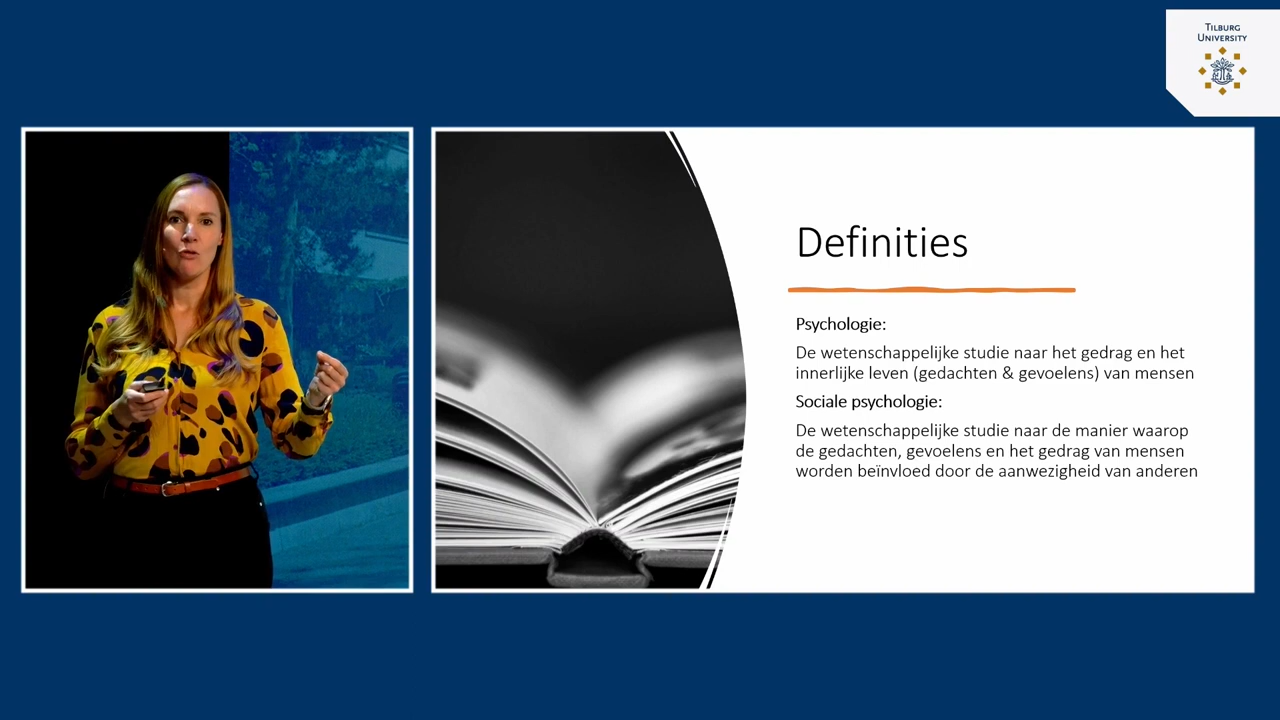 TILBURG
UNIVERSITY
Definities
Psychologie:
De wetenschappelijke studie naar het gedrag en het
innerlijke leven (gedachten & gevoelens) van mensen
Sociale psychologie:
De wetenschappelijke studie naar de manier waarop
de gedachten, gevoelens en het gedrag van mensen
worden beïnvloed door de aanwezigheid van anderen